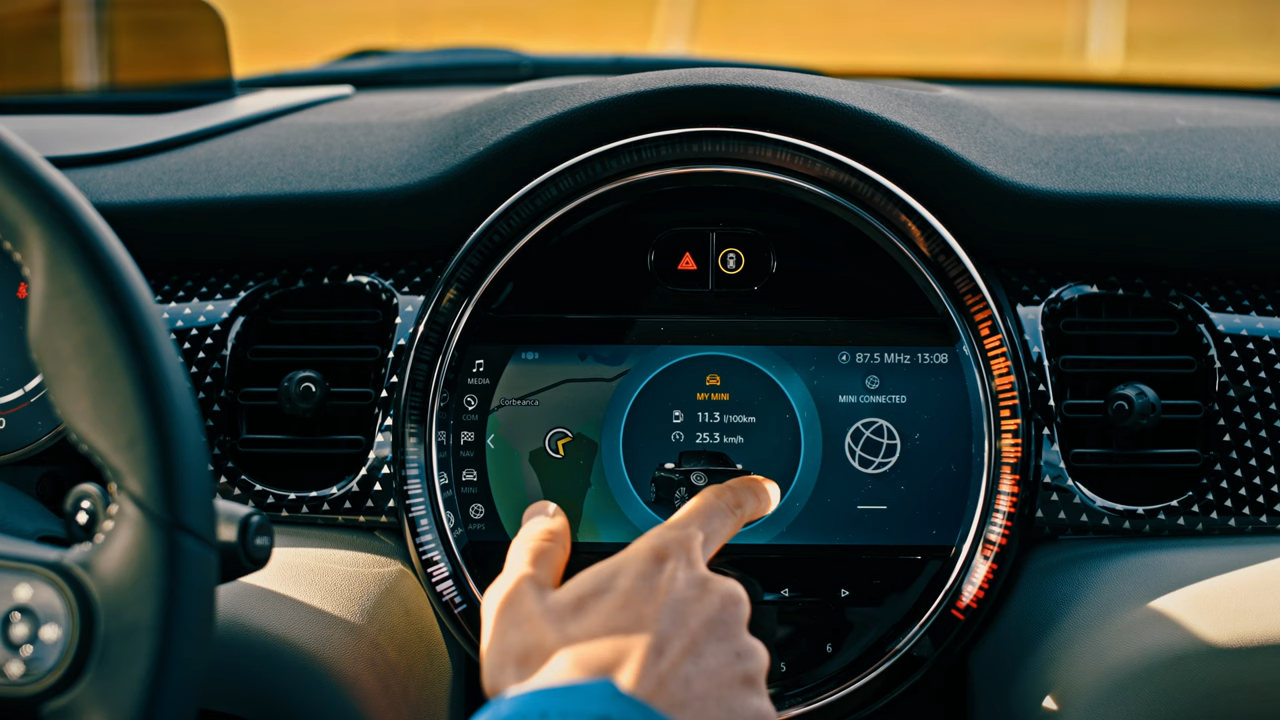 87.5 MHz 13:08
MEDIA
COM
NAV
MINI
APPS
Corbeanca
MY MINI
11.3 l/100km
25.3 km/h
MINI CONNECTED
5
6
0